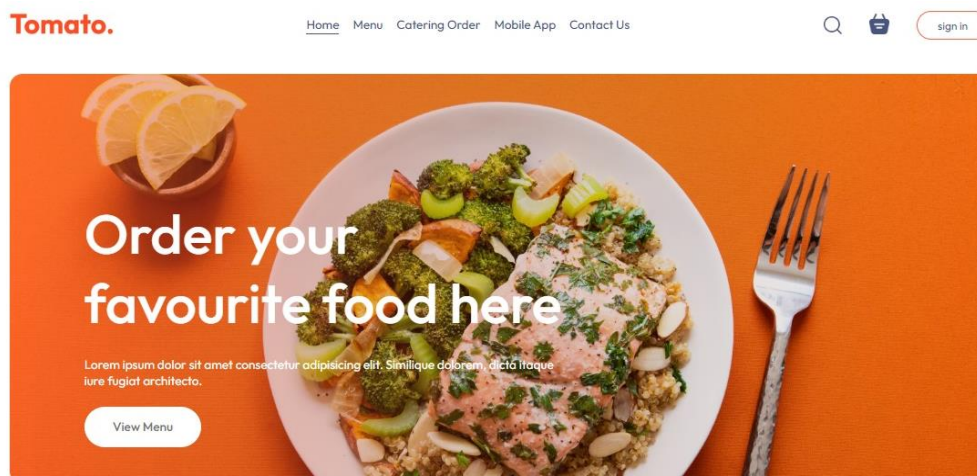 Tomato.
Home Menu Catering Order Mobile App Contact Us
sign in
Order your
favourite food here
Lorem ipsum dolor sit amet consectetur adipisicing elit. Similique dolorem, dicta itaque
iure fugiat architecto.
View Menu